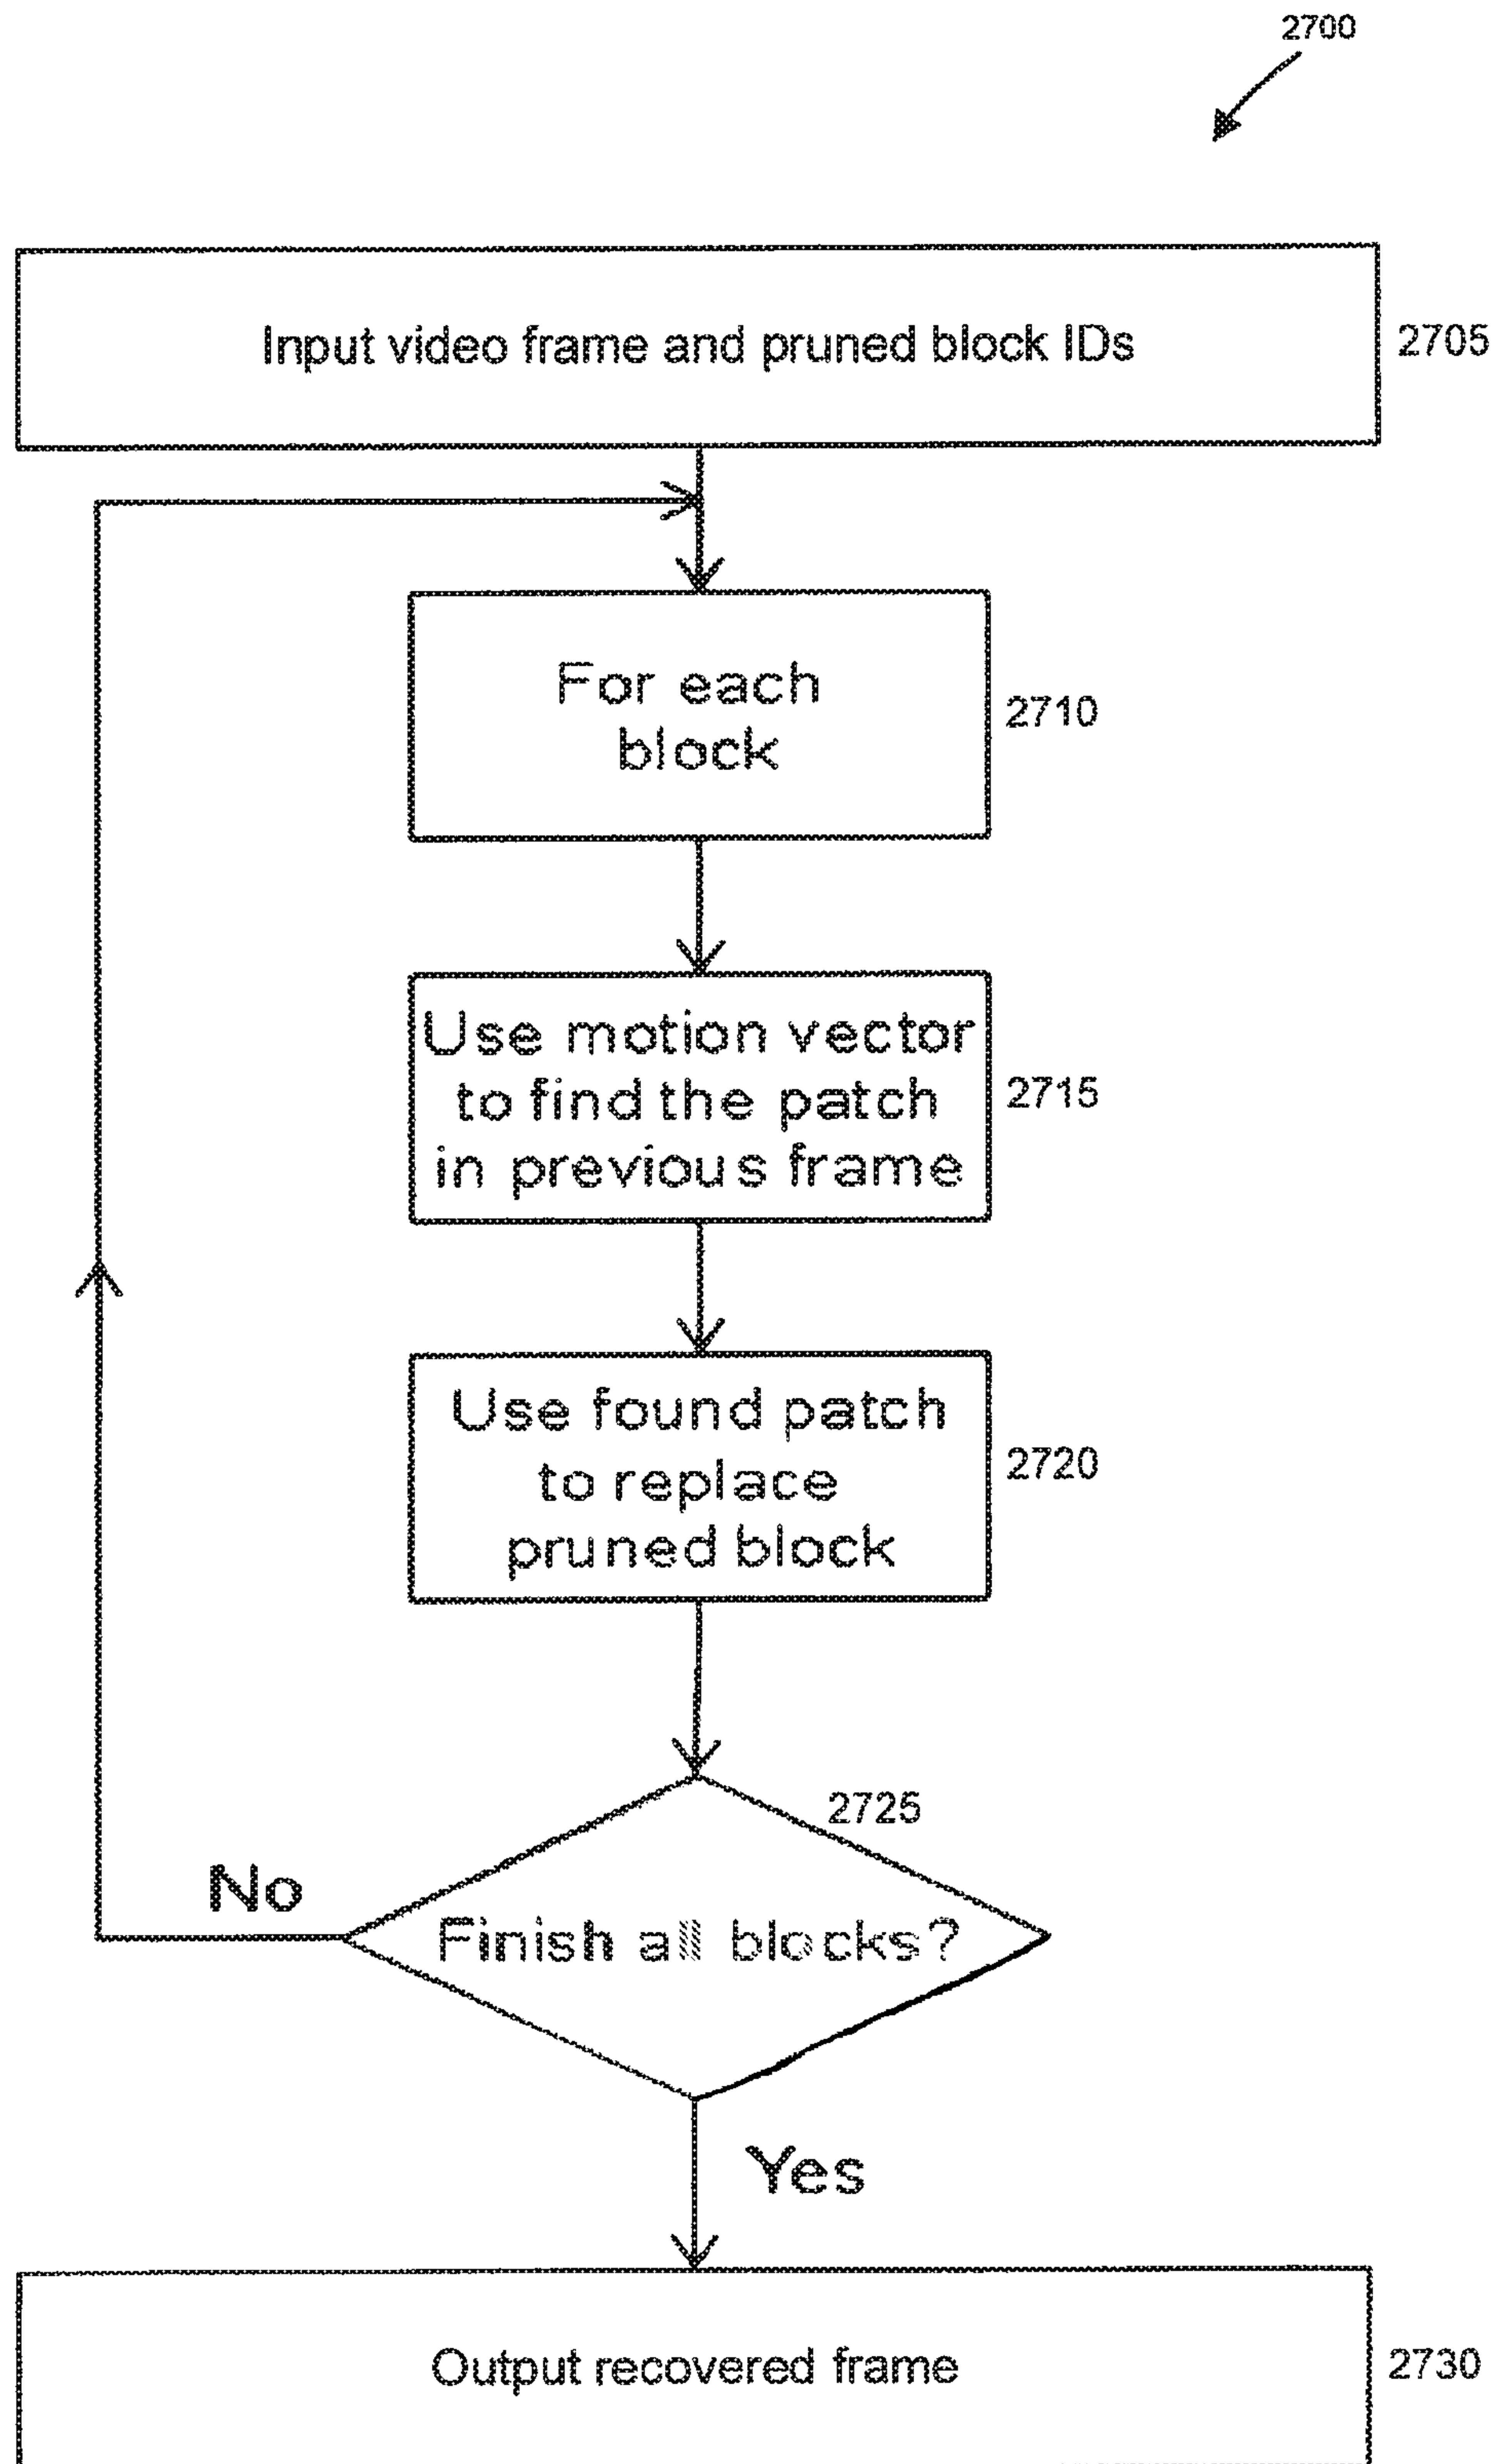 2700
Input video frame and pruned block IDs
2705
For each
block
2710
Use motion vector
to find the patch
in previous frame
2715
Use found patch
to replace
pruned block
2720
2725
No
Finish all blocks?
Yes
Output recovered frame
2730